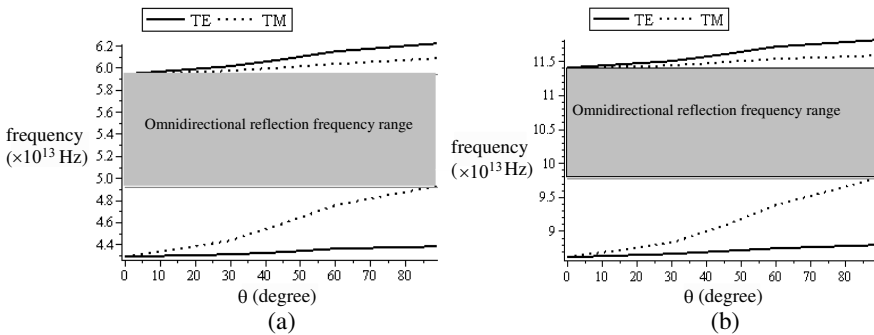 TE TM
6.2
6.0
5.8
5.6
5.4
5.2
5.0
4.8
4.6
4.4
Omnidirectional reflection frequency range
frequency
(×10¹³ Hz)
0 10 20 30 40 50 60 70 80
θ (degree)
(a)
TE TM
11.5
11
10.5
10
9.5
9
Omnidirectional reflection frequency range
frequency
(×10¹³ Hz)
0 10 20 30 40 50 60 70 80
θ (degree)
(b)